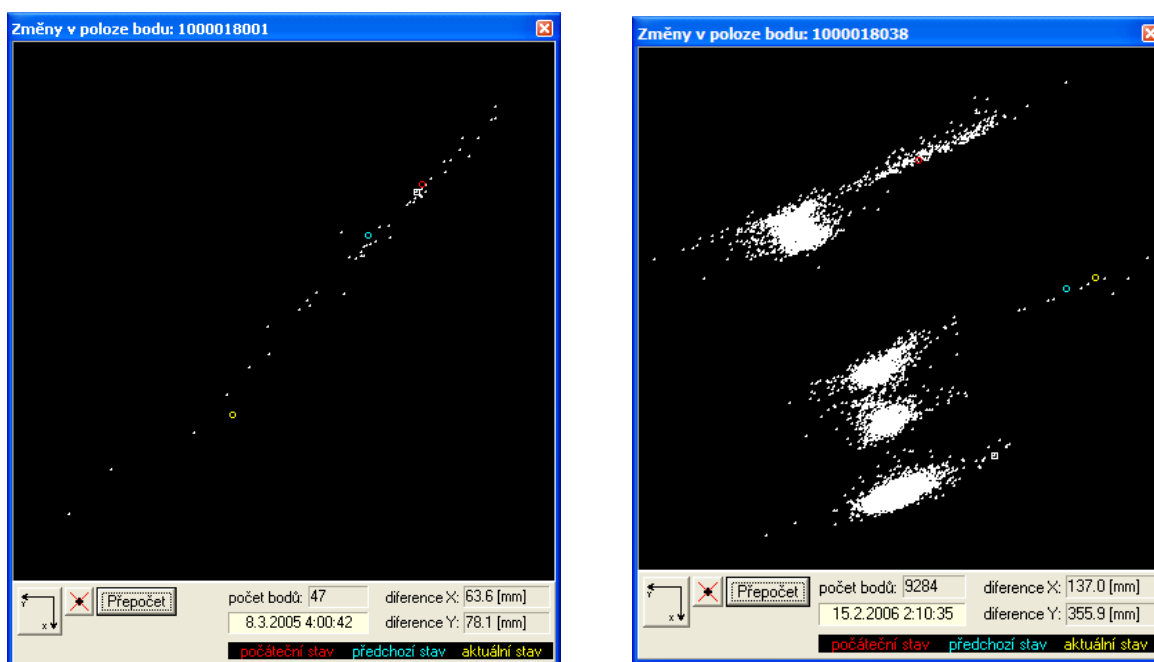 Změny v poloze bodu: 1000018001
Y
x
Přepočet
počet bodů: 47
diference X: 63.6 [mm]
8.3.2005 4:00:42
diference Y: 78.1 [mm]
počáteční stav předchozí stav aktuální stav
Změny v poloze bodu: 1000018038
Y
x
Přepočet
počet bodů: 9284
diference X: 137.0 [mm]
15.2.2006 2:10:35
diference Y: 355.9 [mm]
počáteční stav předchozí stav aktuální stav